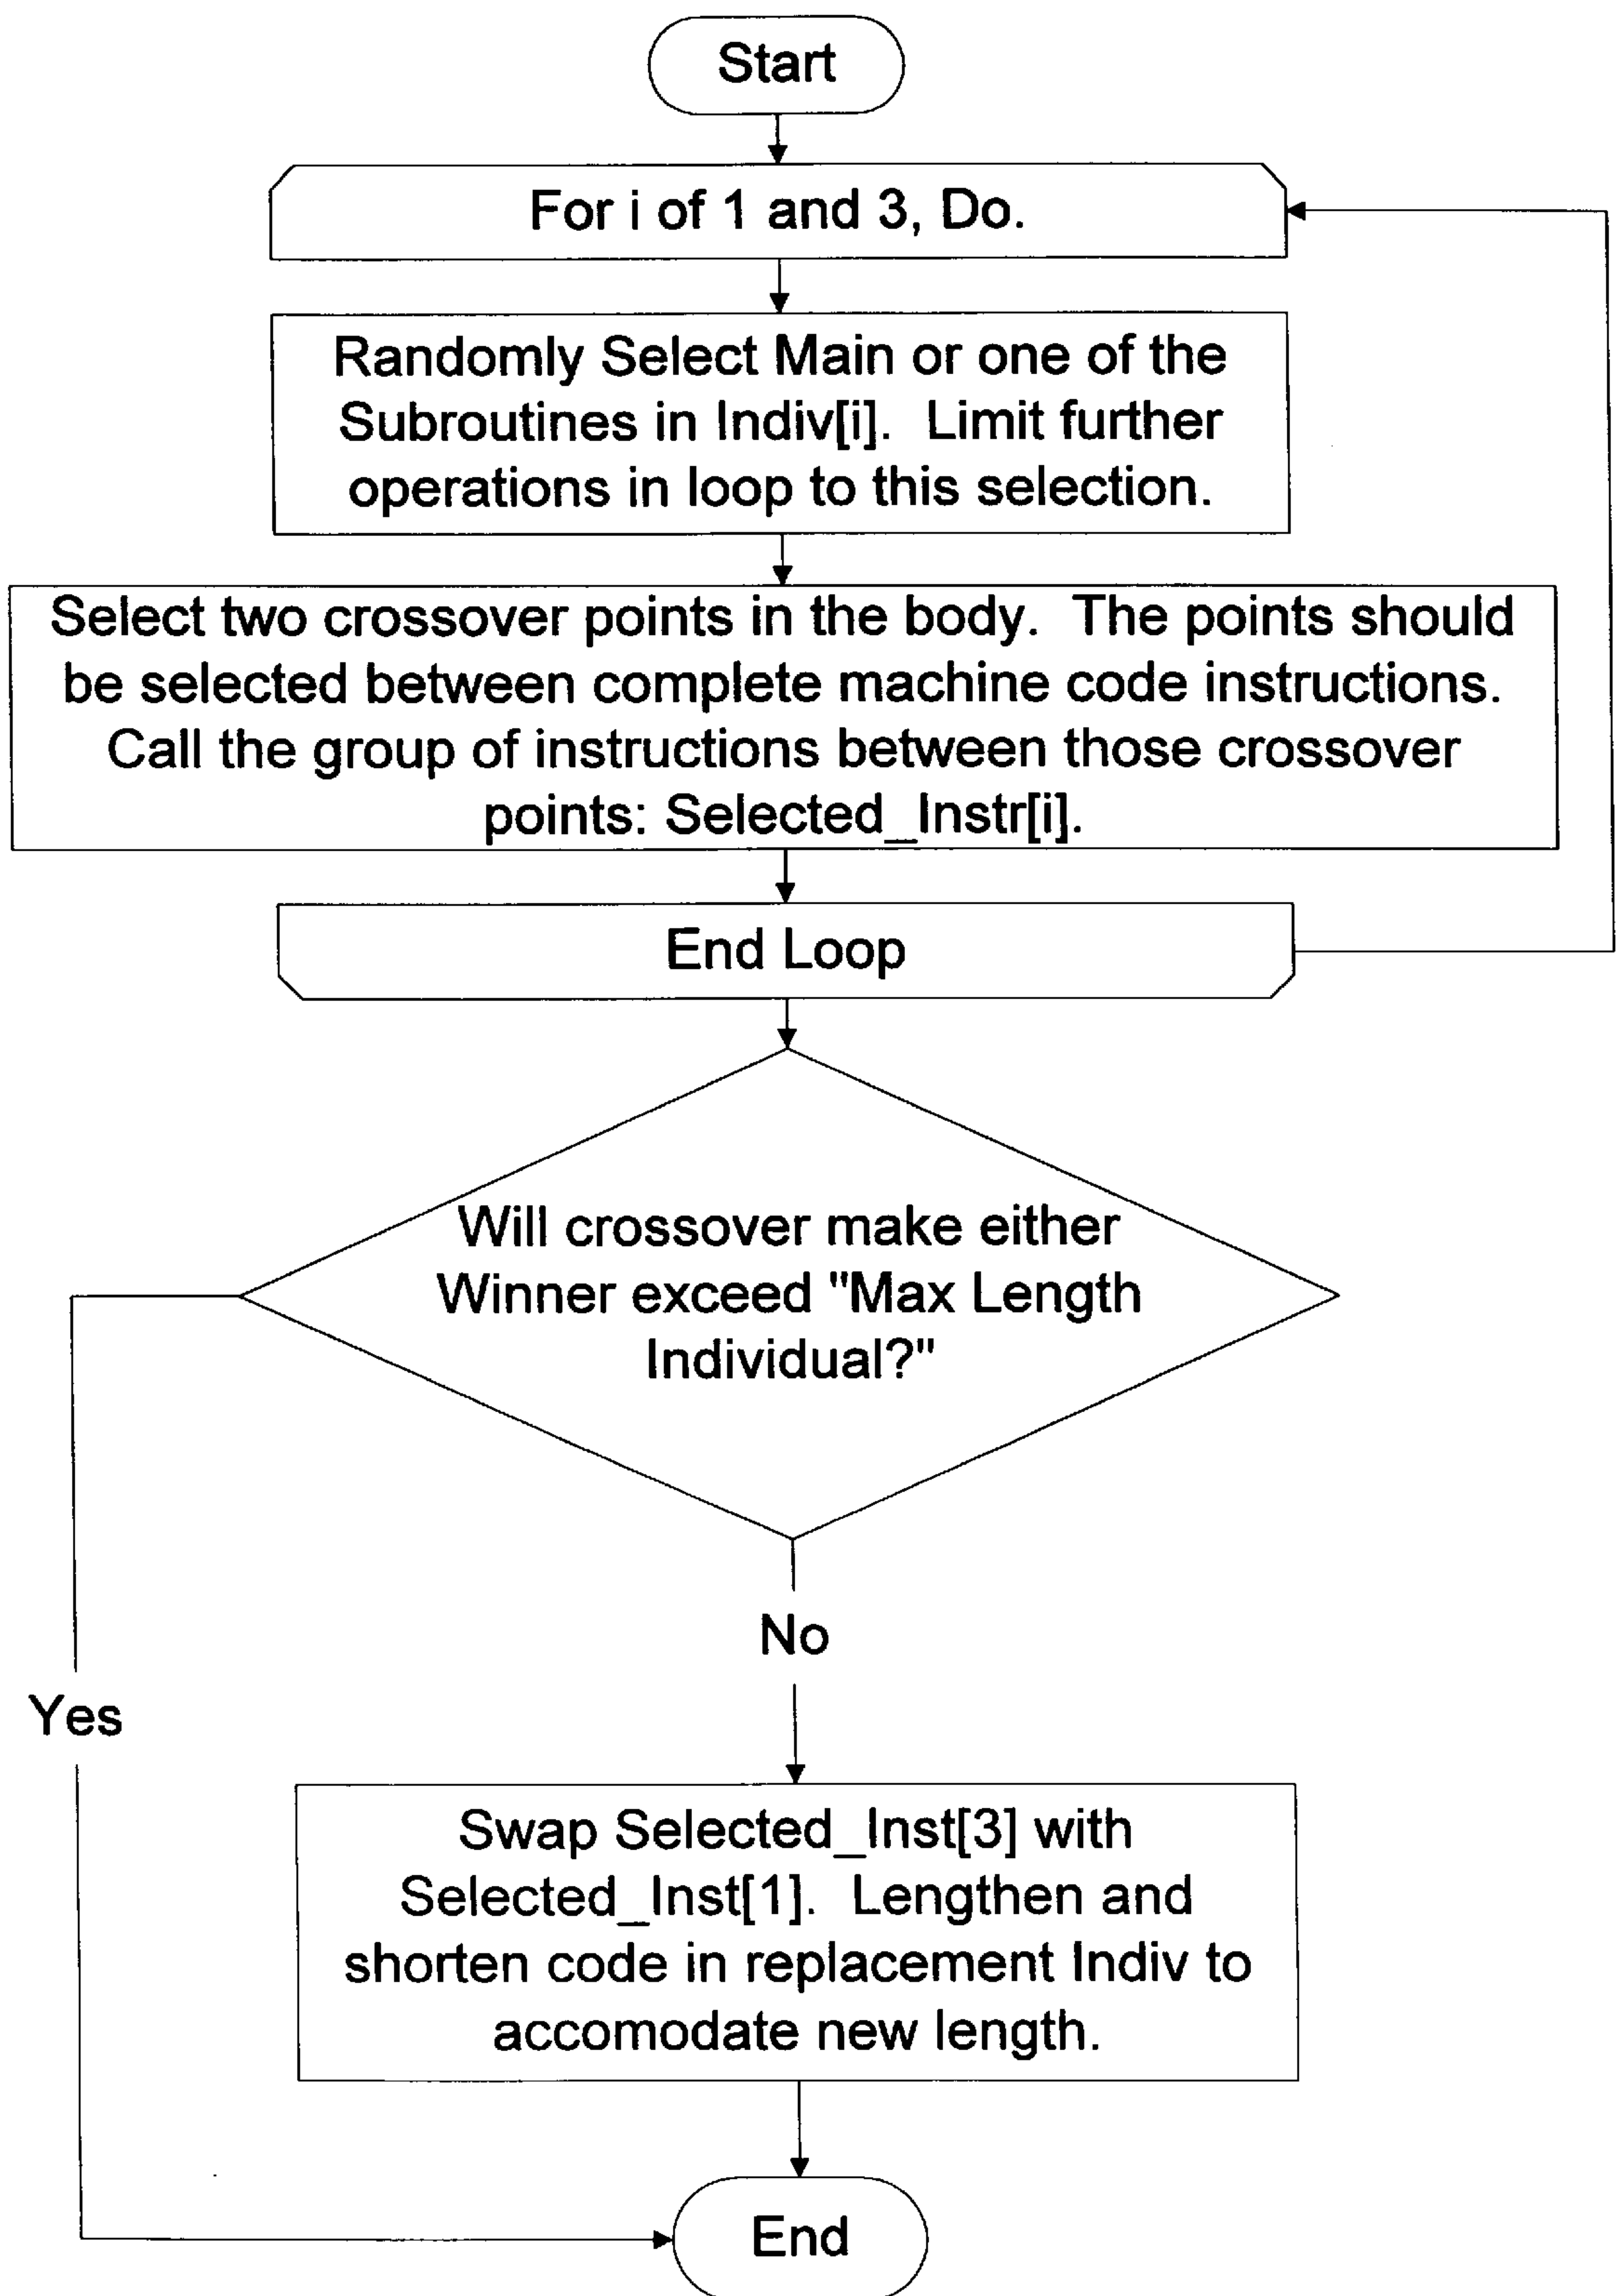 Start
For i of 1 and 3, Do.
Randomly Select Main or one of the
Subroutines in Indiv[i].  Limit further
operations in loop to this selection.
Select two crossover points in the body.  The points should
be selected between complete machine code instructions.
Call the group of instructions between those crossover
points: Selected_Instr[i].
End Loop
Will crossover make either
Winner exceed "Max Length
Individual?"
No
Yes
Swap Selected_Inst[3] with
Selected_Inst[1].  Lengthen and
shorten code in replacement Indiv to
accomodate new length.
End